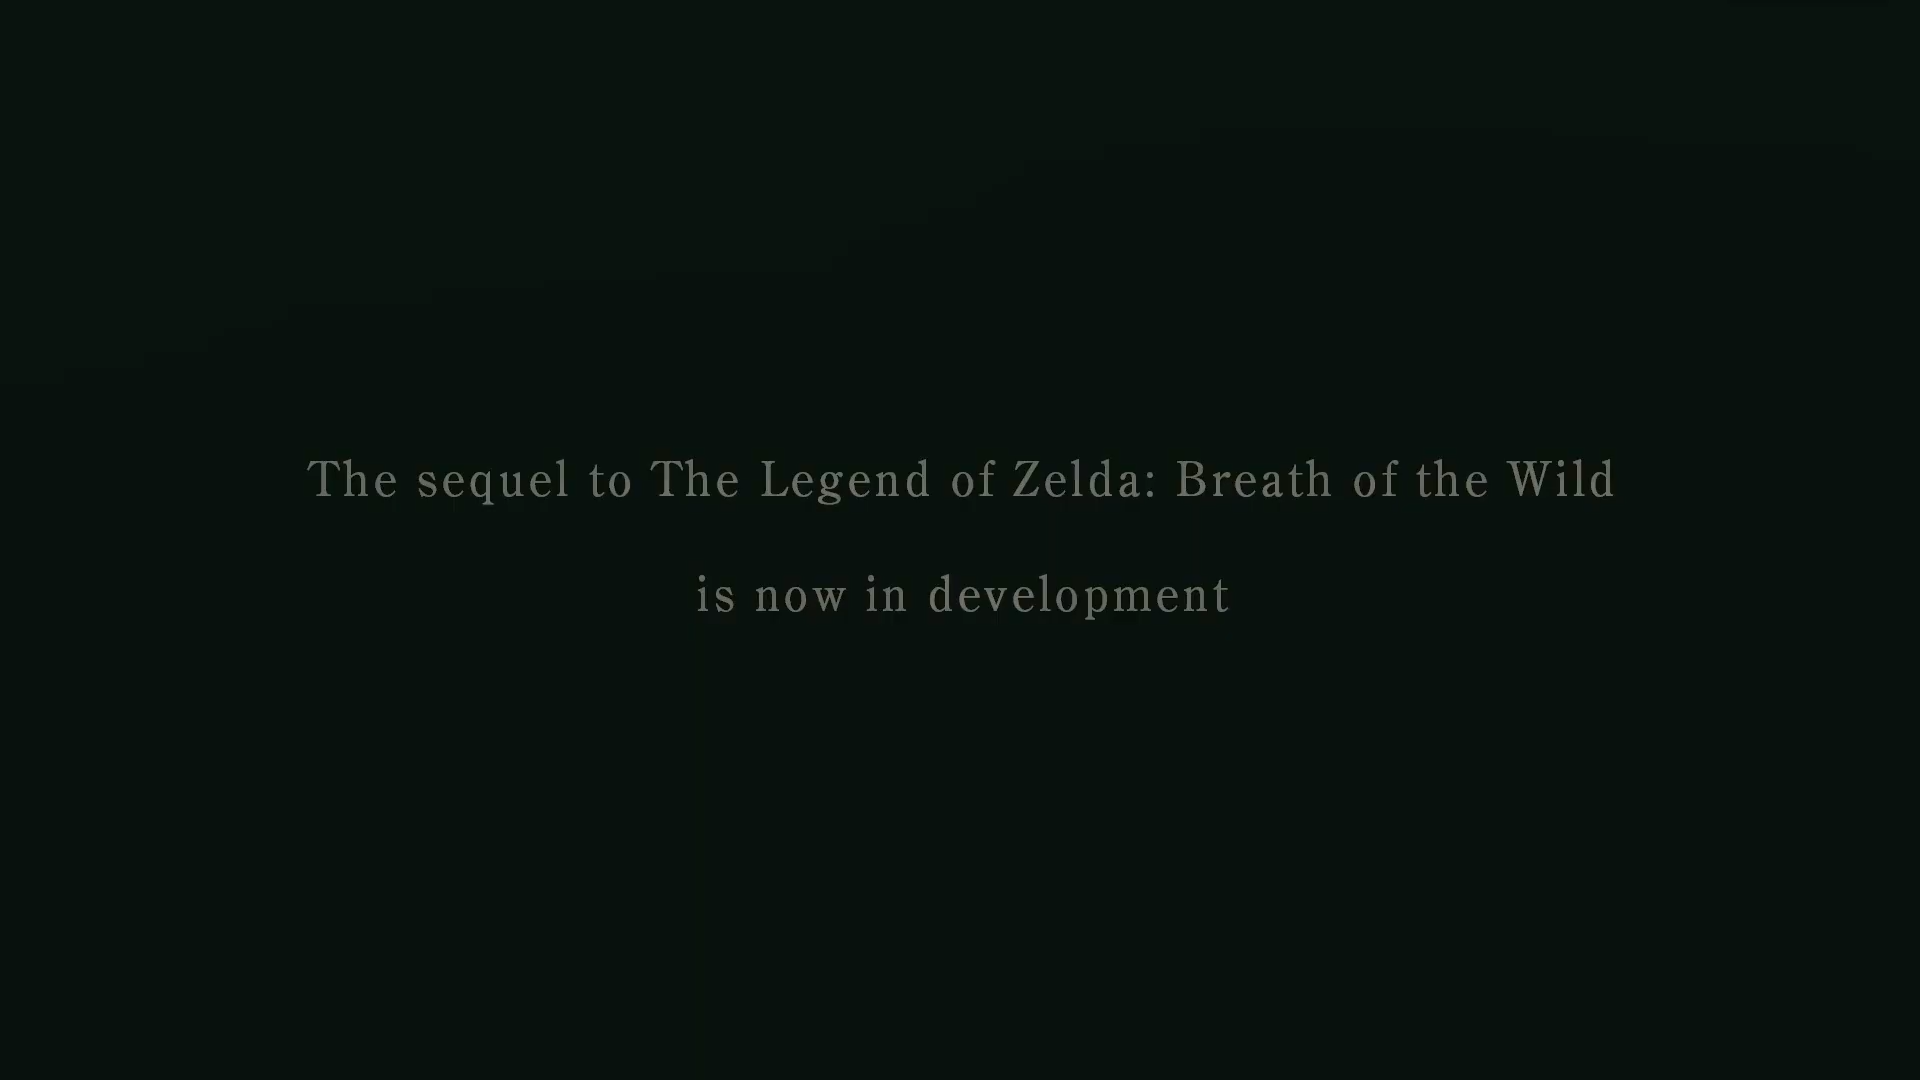 The sequel to The Legend of Zelda: Breath of the Wild
is now in development